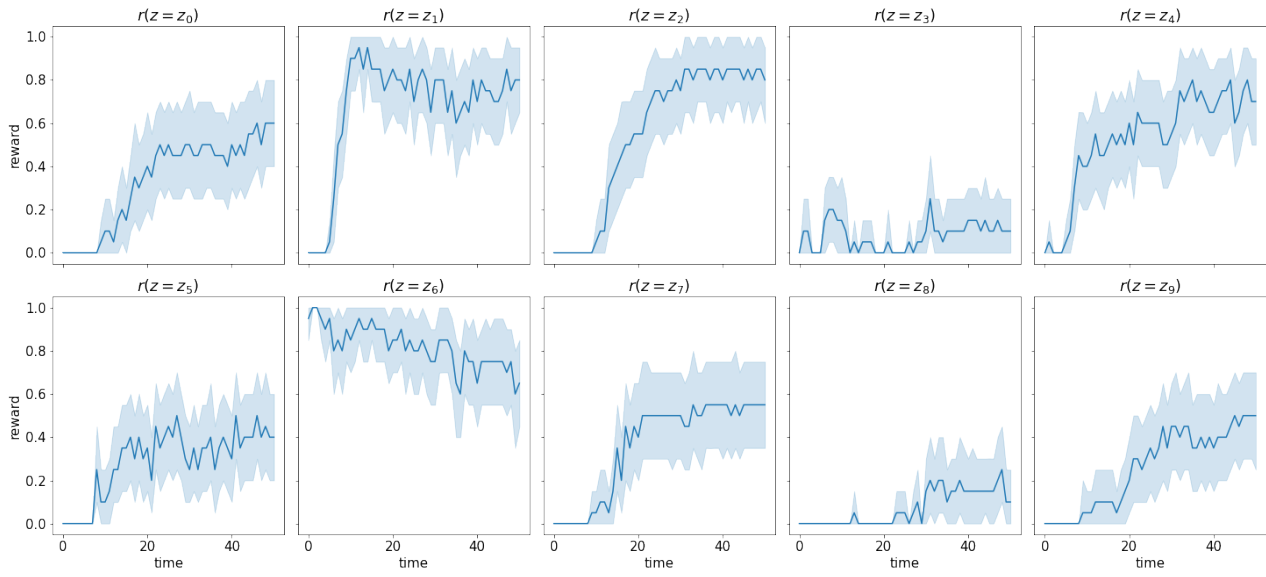 r(z = z₀) r(z = z₁) r(z = z₂) r(z = z₃) r(z = z₄)
1.0
0.8
0.6
0.4
0.2
0.0
reward
r(z = z₅) r(z = z₆) r(z = z₇) r(z = z₈) r(z = z₉)
1.0
0.8
0.6
0.4
0.2
0.0
reward
0 20 40 0 20 40 0 20 40 0 20 40 0 20 40
time time time time time